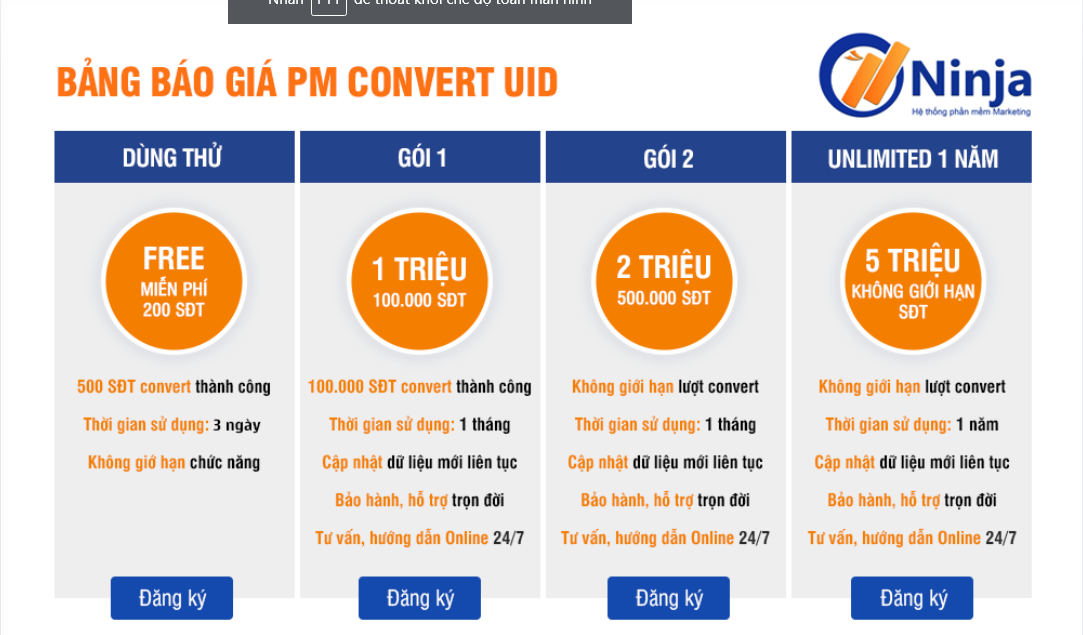 Nhấn F11 để thoát khỏi chế độ toàn màn hình
BẢNG BÁO GIÁ PM CONVERT UID
Ninja
Hệ thống phần mềm Marketing
DÙNG THỬ
FREE
MIỄN PHÍ
200 SĐT
500 SĐT convert thành công
Thời gian sử dụng: 3 ngày
Không giớ hạn chức năng
Đăng ký
GÓI 1
1 TRIỆU
100.000 SĐT
100.000 SĐT convert thành công
Thời gian sử dụng: 1 tháng
Cập nhật dữ liệu mới liên tục
Bảo hành, hỗ trợ trọn đời
Tư vấn, hướng dẫn Online 24/7
Đăng ký
GÓI 2
2 TRIỆU
500.000 SĐT
Không giới hạn lượt convert
Thời gian sử dụng: 1 tháng
Cập nhật dữ liệu mới liên tục
Bảo hành, hỗ trợ trọn đời
Tư vấn, hướng dẫn Online 24/7
Đăng ký
UNLIMITED 1 NĂM
5 TRIỆU
KHÔNG GIỚI HẠN
SĐT
Không giới hạn lượt convert
Thời gian sử dụng: 1 năm
Cập nhật dữ liệu mới liên tục
Bảo hành, hỗ trợ trọn đời
Tư vấn, hướng dẫn Online 24/7
Đăng ký